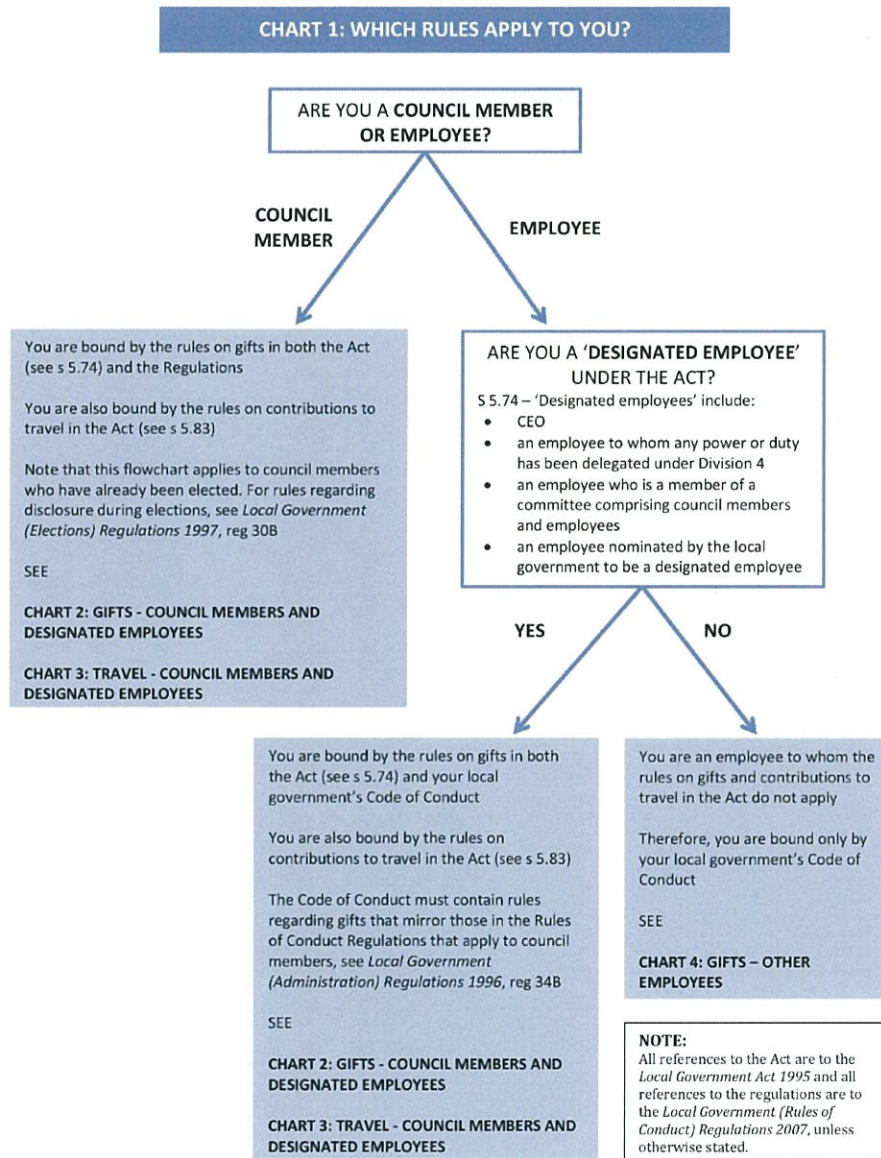 CHART 1: WHICH RULES APPLY TO YOU?
ARE YOU A COUNCIL MEMBER
OR EMPLOYEE?
COUNCIL
MEMBER
EMPLOYEE
You are bound by the rules on gifts in both the Act
(see s 5.74) and the Regulations
You are also bound by the rules on contributions to
travel in the Act (see s 5.83)
Note that this flowchart applies to council members
who have already been elected. For rules regarding
disclosure during elections, see Local Government
(Elections) Regulations 1997, reg 30B
SEE
CHART 2: GIFTS - COUNCIL MEMBERS AND
DESIGNATED EMPLOYEES
CHART 3: TRAVEL - COUNCIL MEMBERS AND
DESIGNATED EMPLOYEES
ARE YOU A 'DESIGNATED EMPLOYEE'
UNDER THE ACT?
S 5.74 – 'Designated employees' include:
• CEO
• an employee to whom any power or duty
has been delegated under Division 4
• an employee who is a member of a
committee comprising council members
and employees
• an employee nominated by the local
government to be a designated employee
YES
NO
You are bound by the rules on gifts in both
the Act (see s 5.74) and your local
government's Code of Conduct
You are also bound by the rules on
contributions to travel in the Act (see s 5.83)
The Code of Conduct must contain rules
regarding gifts that mirror those in the Rules
of Conduct Regulations that apply to council
members, see Local Government
(Administration) Regulations 1996, reg 34B
SEE
CHART 2: GIFTS - COUNCIL MEMBERS AND
DESIGNATED EMPLOYEES
CHART 3: TRAVEL - COUNCIL MEMBERS AND
DESIGNATED EMPLOYEES
You are an employee to whom the
rules on gifts and contributions to
travel in the Act do not apply
Therefore, you are bound only by
your local government's Code of
Conduct
SEE
CHART 4: GIFTS – OTHER
EMPLOYEES
NOTE:
All references to the Act are to the
Local Government Act 1995 and all
references to the regulations are to
the Local Government (Rules of
Conduct) Regulations 2007, unless
otherwise stated.